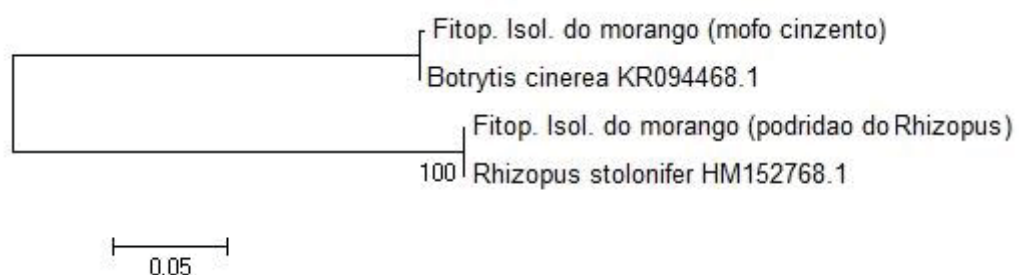 Fitop. Isol. do morango (mofo cinzento)
Botrytis cinerea KR094468.1
Fitop. Isol. do morango (podridao do Rhizopus)
100 Rhizopus stolonifer HM152768.1
0.05